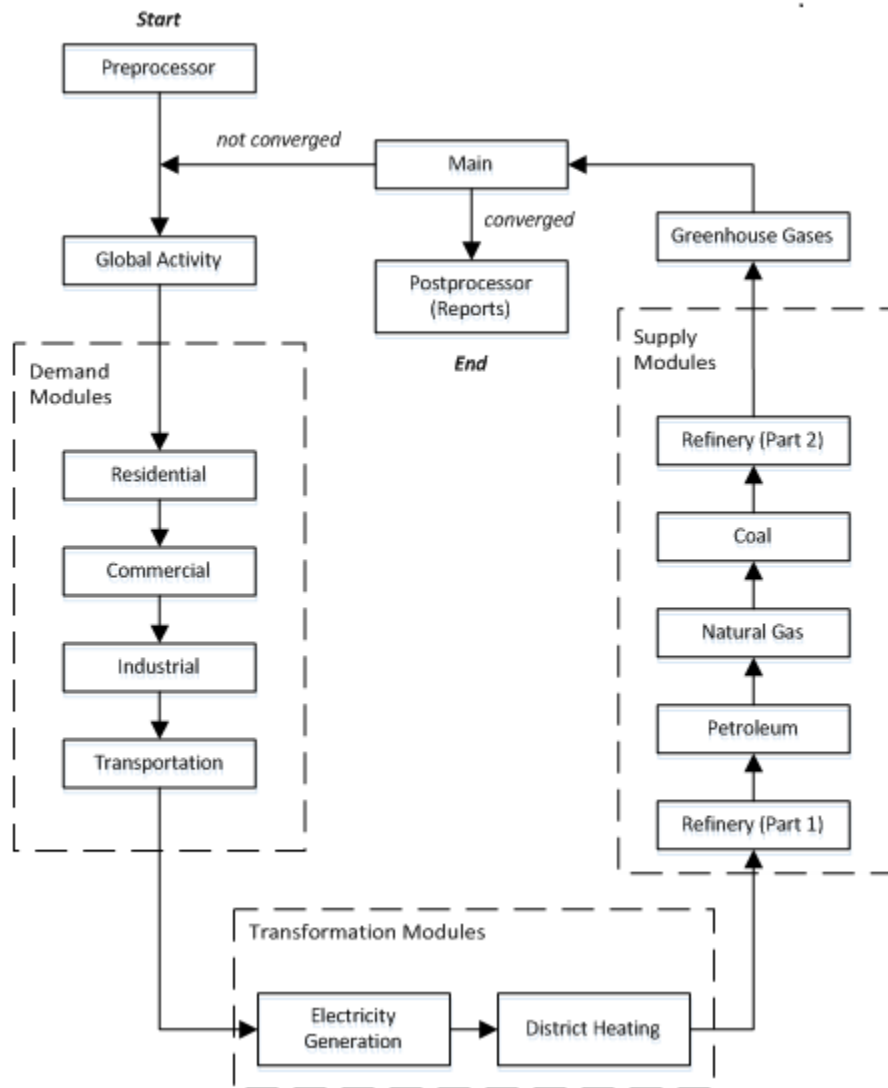 Start
Preprocessor
not converged
Main
converged
Global Activity
Postprocessor
(Reports)
End
Greenhouse Gases
Demand
Modules
Residential
Commercial
Industrial
Transportation
Transformation Modules
Electricity
Generation
District Heating
Supply
Modules
Refinery (Part 2)
Coal
Natural Gas
Petroleum
Refinery (Part 1)